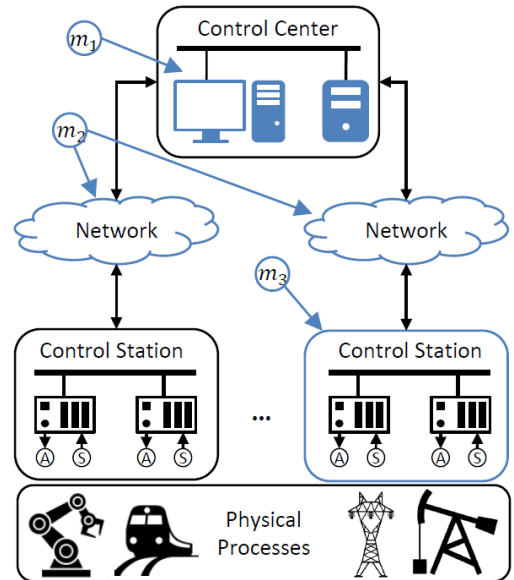 m₁
Control Center
m₂
Network
Network
m₃
Control Station
Control Station
A S A S
...
A S A S
Physical
Processes